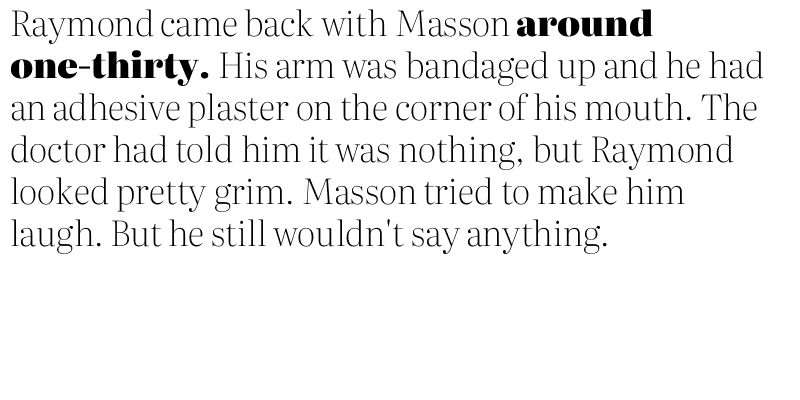 Raymond came back with Masson around
one-thirty. His arm was bandaged up and he had
an adhesive plaster on the corner of his mouth. The
doctor had told him it was nothing, but Raymond
looked pretty grim. Masson tried to make him
laugh. But he still wouldn't say anything.